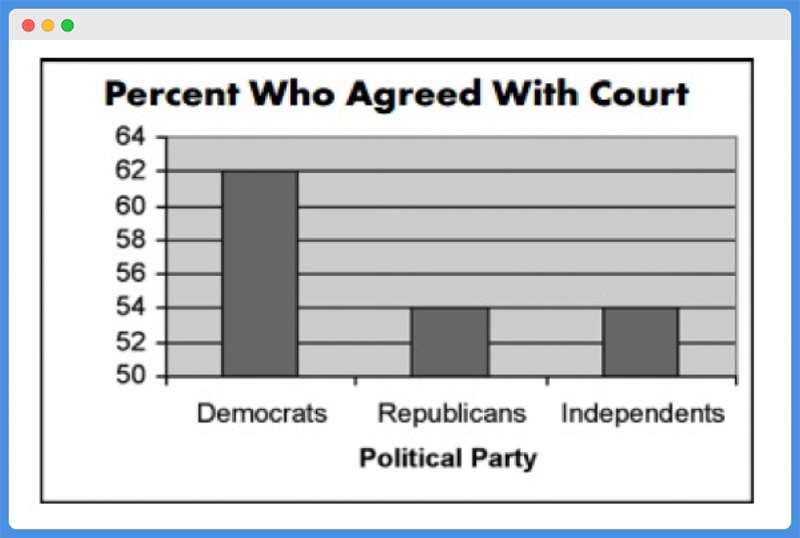 Percent Who Agreed With Court
64
62
60
58
56
54
52
50
Democrats Republicans Independents
Political Party